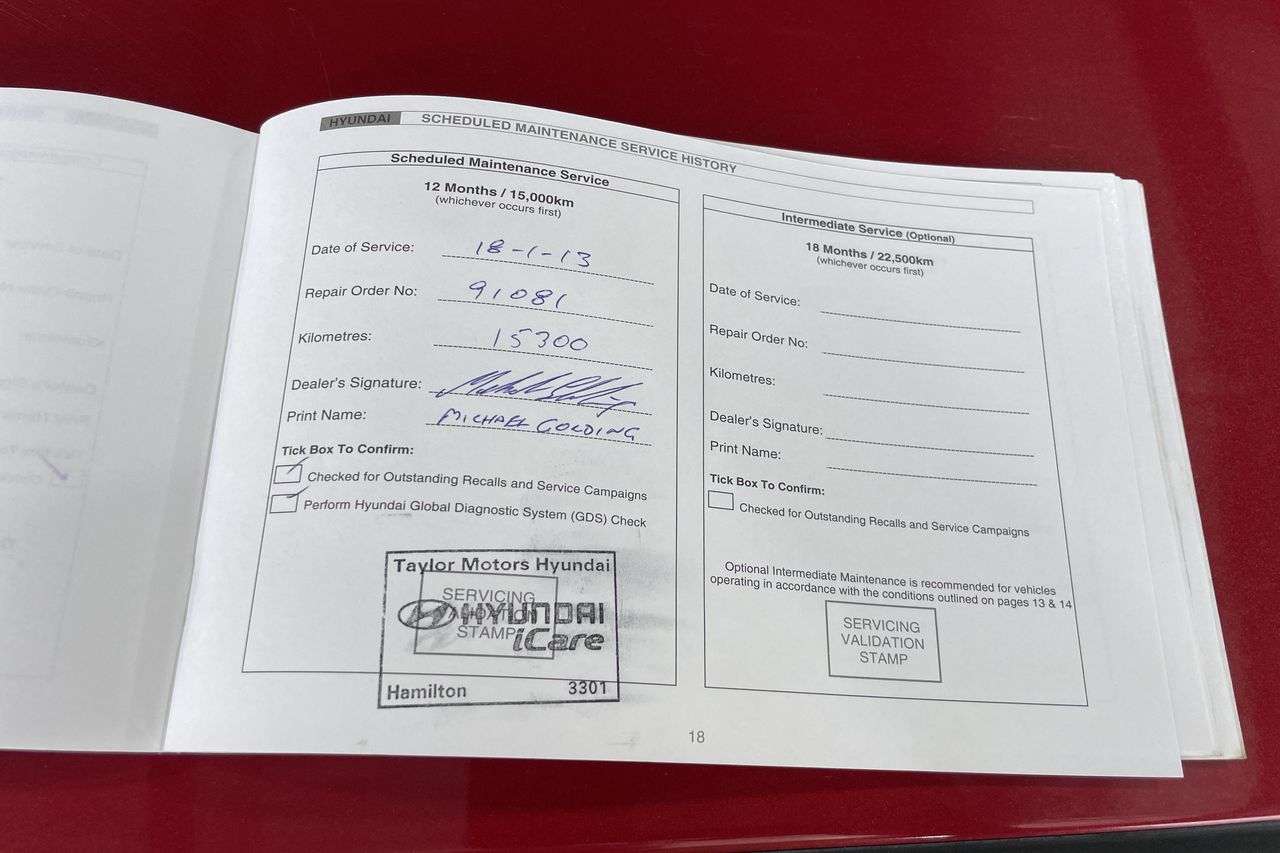 HYUNDAI SCHEDULED MAINTENANCE SERVICE HISTORY
Scheduled Maintenance Service
12 Months / 15,000km
(whichever occurs first)
Date of Service: 18-1-13
Repair Order No: 91081
Kilometres: 15300
Dealer's Signature:
Print Name: MICHAEL GOLDING
Tick Box To Confirm:
Checked for Outstanding Recalls and Service Campaigns
Perform Hyundai Global Diagnostic System (GDS) Check
Taylor Motors Hyundai
SERVICING
HYUNDAI
STAMP
iCare
Hamilton 3301
Intermediate Service (Optional)
18 Months / 22,500km
(whichever occurs first)
Date of Service:
Repair Order No:
Kilometres:
Dealer's Signature:
Print Name:
Tick Box To Confirm:
Checked for Outstanding Recalls and Service Campaigns
Optional Intermediate Maintenance is recommended for vehicles
operating in accordance with the conditions outlined on pages 13 & 14
SERVICING
VALIDATION
STAMP
18